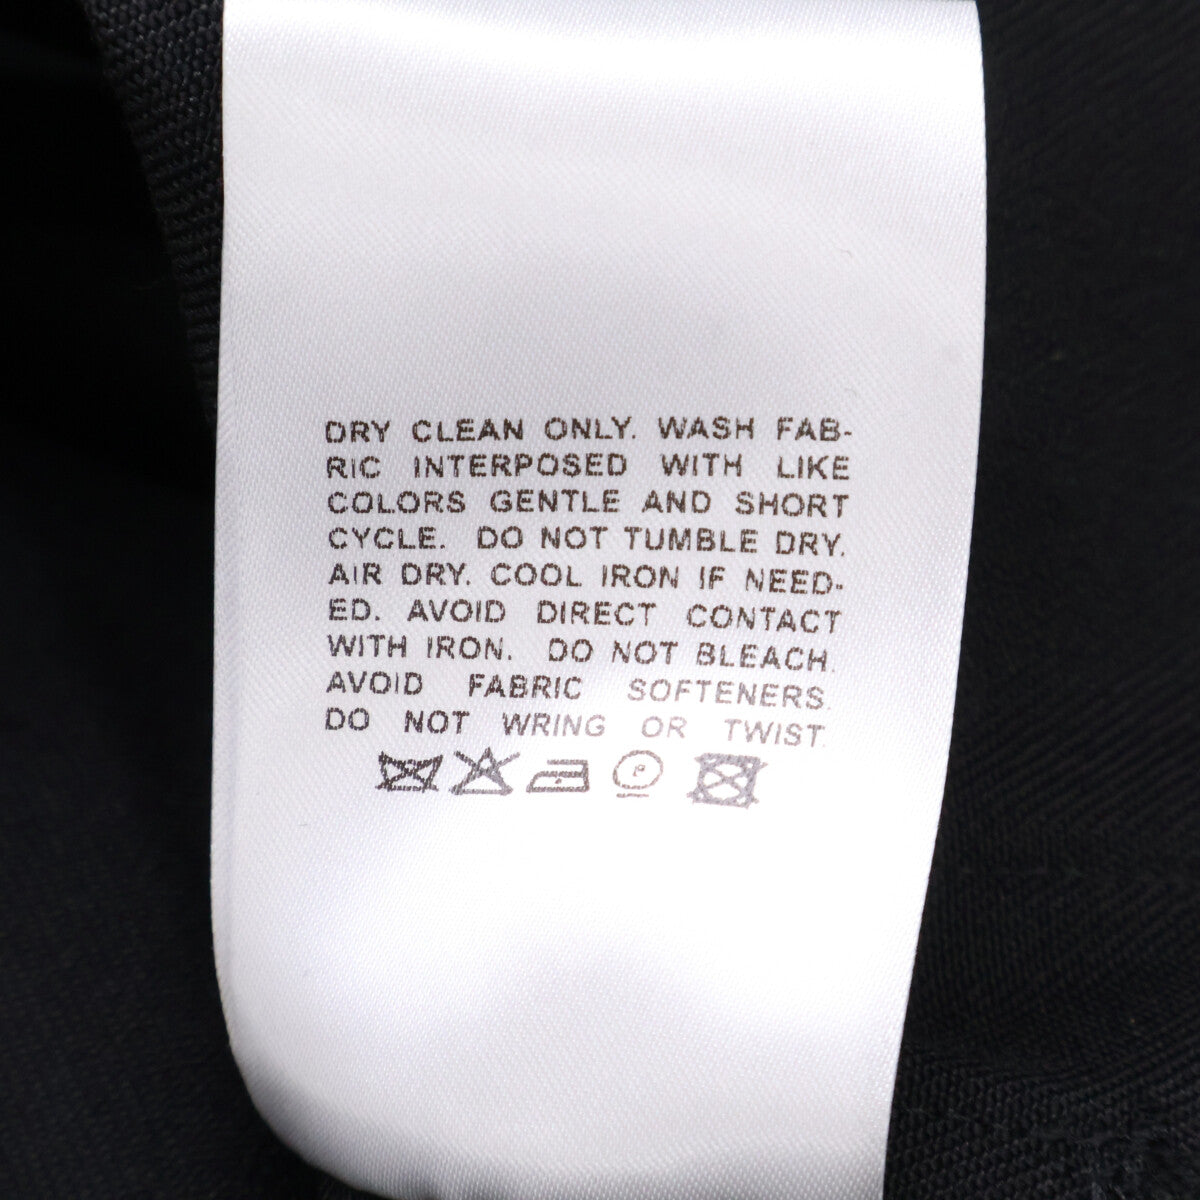 DRY CLEAN ONLY. WASH FAB-
RIC INTERPOSED WITH LIKE
COLORS GENTLE AND SHORT
CYCLE. DO NOT TUMBLE DRY.
AIR DRY. COOL IRON IF NEED-
ED. AVOID DIRECT CONTACT
WITH IRON. DO NOT BLEACH.
AVOID FABRIC SOFTENERS.
DO NOT WRING OR TWIST.